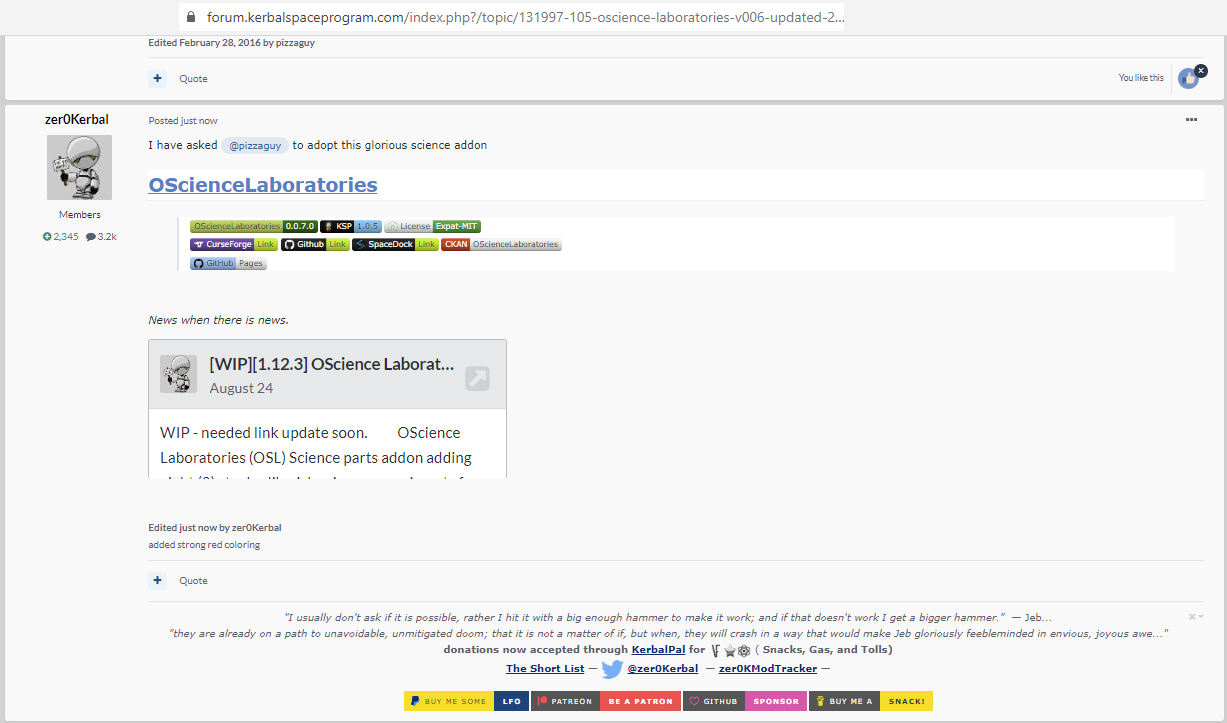 forum.kerbalspaceprogram.com/index.php?/topic/131997-105-oscience-laboratories-v006-updated-2...
Edited February 28, 2016 by pizzaguy
+ Quote
You like this
zer0Kerbal
Posted just now
I have asked @pizzaguy to adopt this glorious science addon
Members
2,345 3.2k
OScienceLaboratories
OScienceLaboratories 0.0.7.0 KSP 1.0.5 License Expat-MIT
CurseForge Link Github Link SpaceDock Link CKAN OScienceLaboratories
GitHub Pages
News when there is news.
[WIP][1.12.3] OScience Laborat...
August 24
WIP - needed link update soon. OScience
Laboratories (OSL) Science parts addon adding
Edited just now by zer0Kerbal
added strong red coloring
+ Quote
"I usually don't ask if it is possible, rather I hit it with a big enough hammer to make it work; and if that doesn't work I get a bigger hammer." — Jeb...
"they are already on a path to unavoidable, unmitigated doom; that it is not a matter of if, but when, they will crash in a way that would make Jeb gloriously feebleminded in envious, joyous awe..."
donations now accepted through KerbalPal for ( Snacks, Gas, and Tolls)
The Short List — @zer0Kerbal — zer0KModTracker —
BUY ME SOME LFO PATREON BE A PATRON GITHUB SPONSOR BUY ME A SNACK!